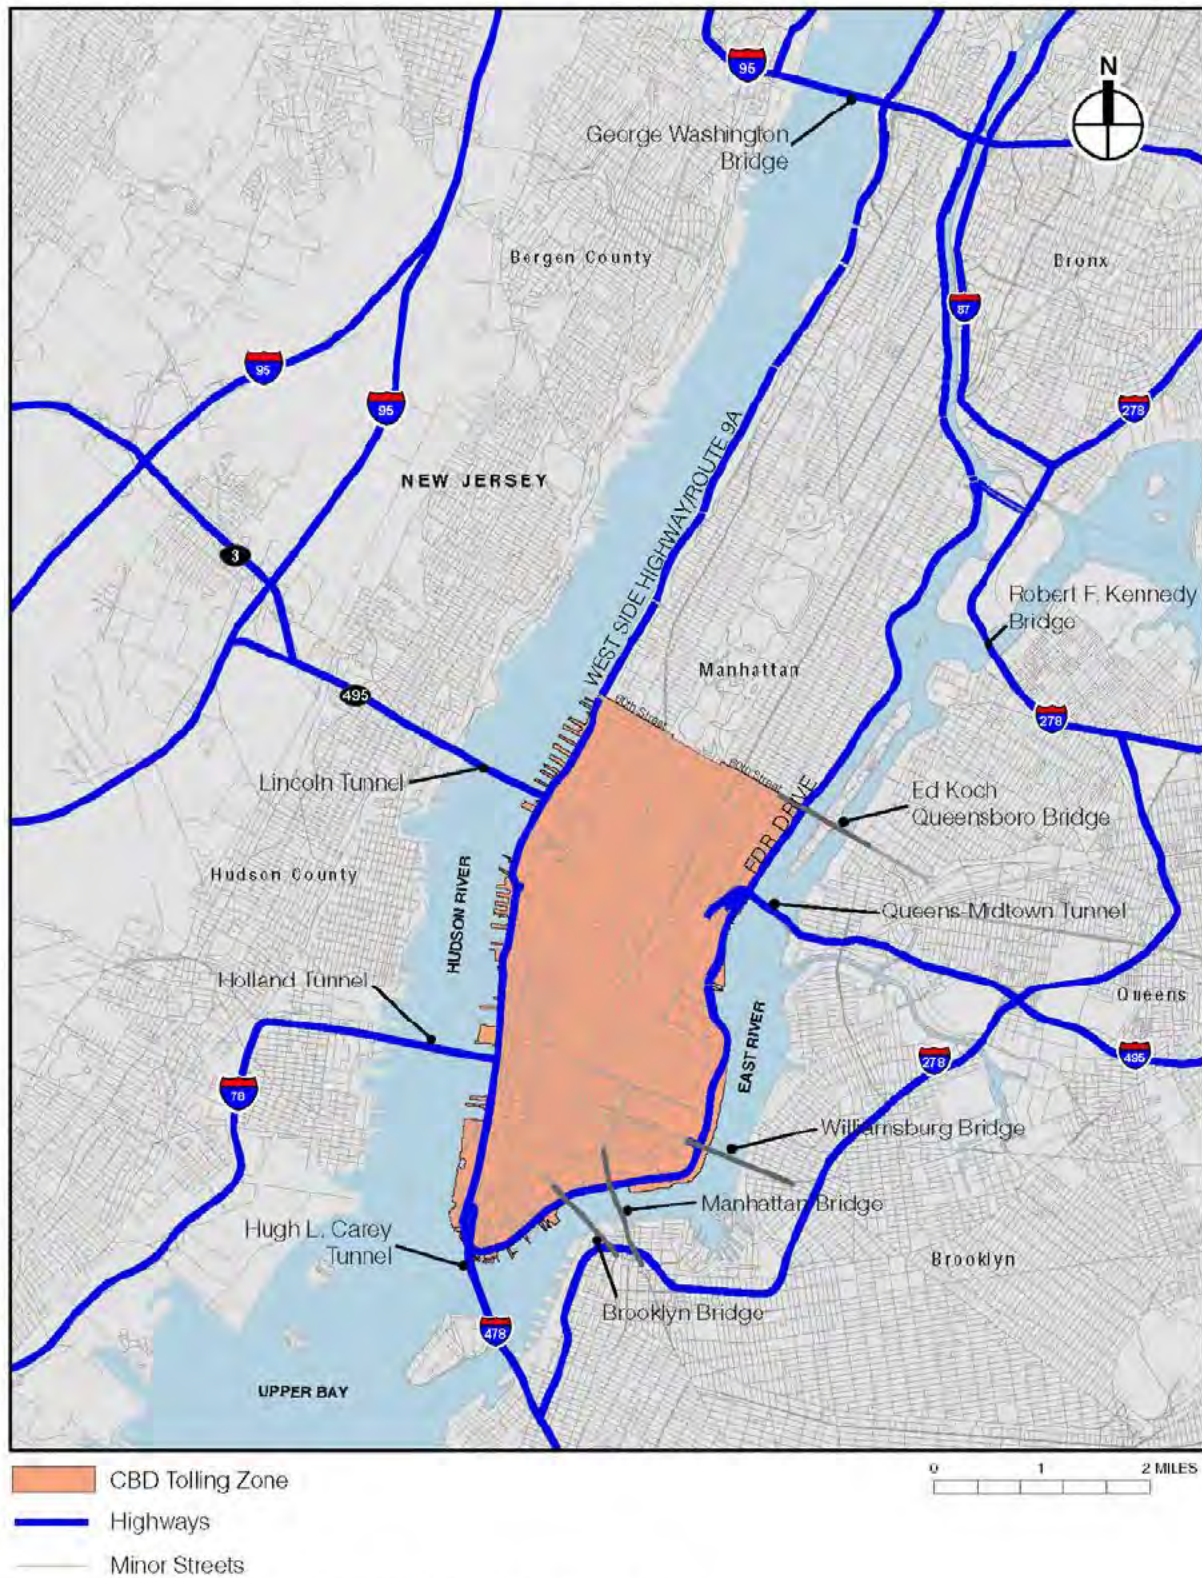 95
N
George Washington
Bridge
Bergen County
Bronx
87
95
95
278
NEW JERSEY
WEST SIDE HIGHWAY/ROUTE 9A
3
Robert F. Kennedy
Bridge
Manhattan
495
60th Street
278
Lincoln Tunnel
60th Street
Ed Koch
Queensboro Bridge
FDR DRIVE
Hudson County
HUDSON RIVER
Queens-Midtown Tunnel
Holland Tunnel
Queens
EAST RIVER
278
495
78
Williamsburg Bridge
Manhattan Bridge
Hugh L. Carey
Tunnel
Brooklyn
Brooklyn Bridge
478
UPPER BAY
CBD Tolling Zone
0 1 2 MILES
Highways
Minor Streets